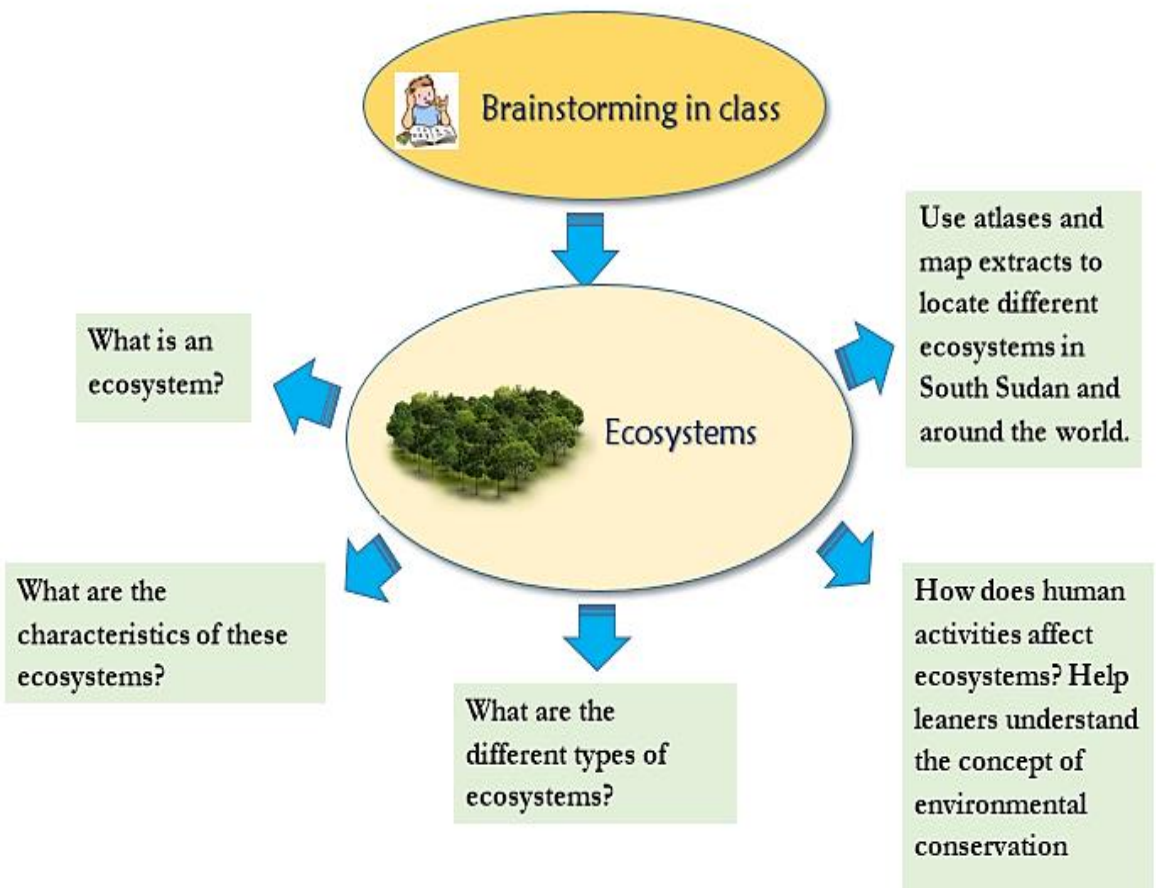 Brainstorming in class
Use atlases and
map extracts to
locate different
ecosystems in
South Sudan and
around the world.
What is an
ecosystem?
Ecosystems
What are the
characteristics of these
ecosystems?
What are the
different types of
ecosystems?
How does human
activities affect
ecosystems? Help
leaners understand
the concept of
environmental
conservation